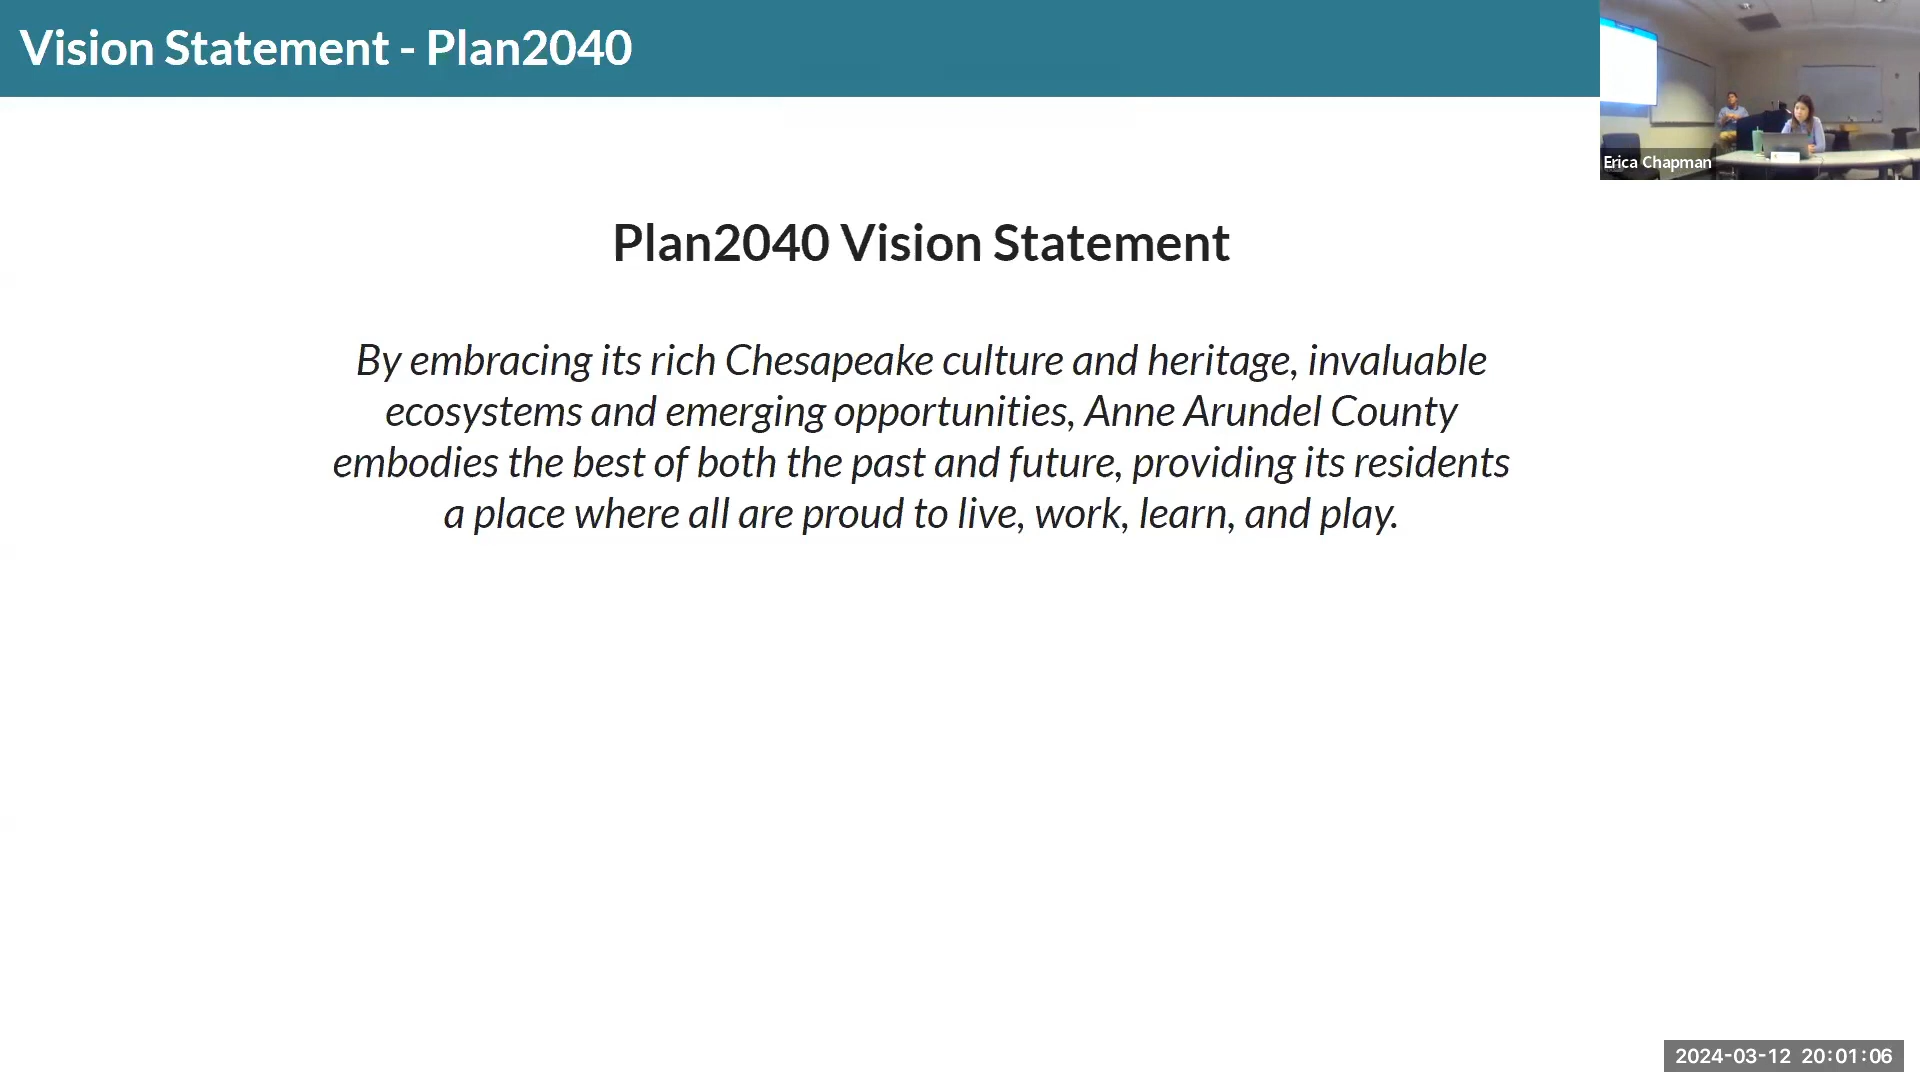 Vision Statement - Plan2040
Erica Chapman
Plan2040 Vision Statement
By embracing its rich Chesapeake culture and heritage, invaluable
ecosystems and emerging opportunities, Anne Arundel County
embodies the best of both the past and future, providing its residents
a place where all are proud to live, work, learn, and play.
2024-03-12 20:01:06